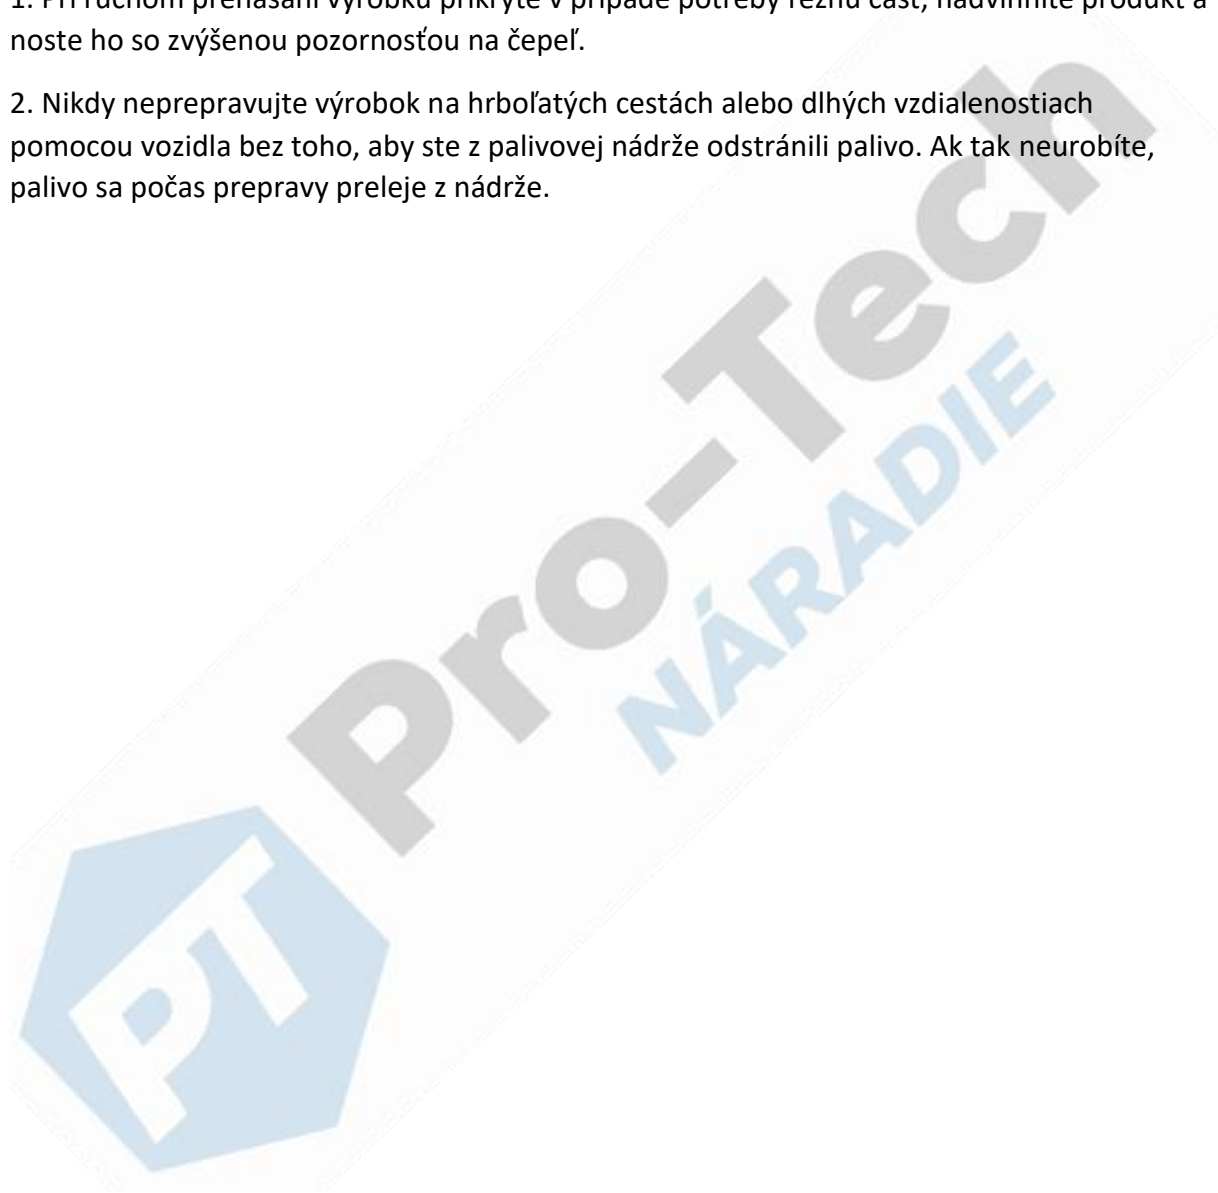 1. Pri ručnom prenášaní výrobku prikryte v prípade potreby reznú časť, nadvihnite produkt a
noste ho so zvýšenou pozornosťou na čepeľ.
2. Nikdy neprepravujte výrobok na hrboľatých cestách alebo dlhých vzdialenostiach
pomocou vozidla bez toho, aby ste z palivovej nádrže odstránili palivo. Ak tak neurobíte,
palivo sa počas prepravy preleje z nádrže.
Pro-Tech
NÁRADIE
PT